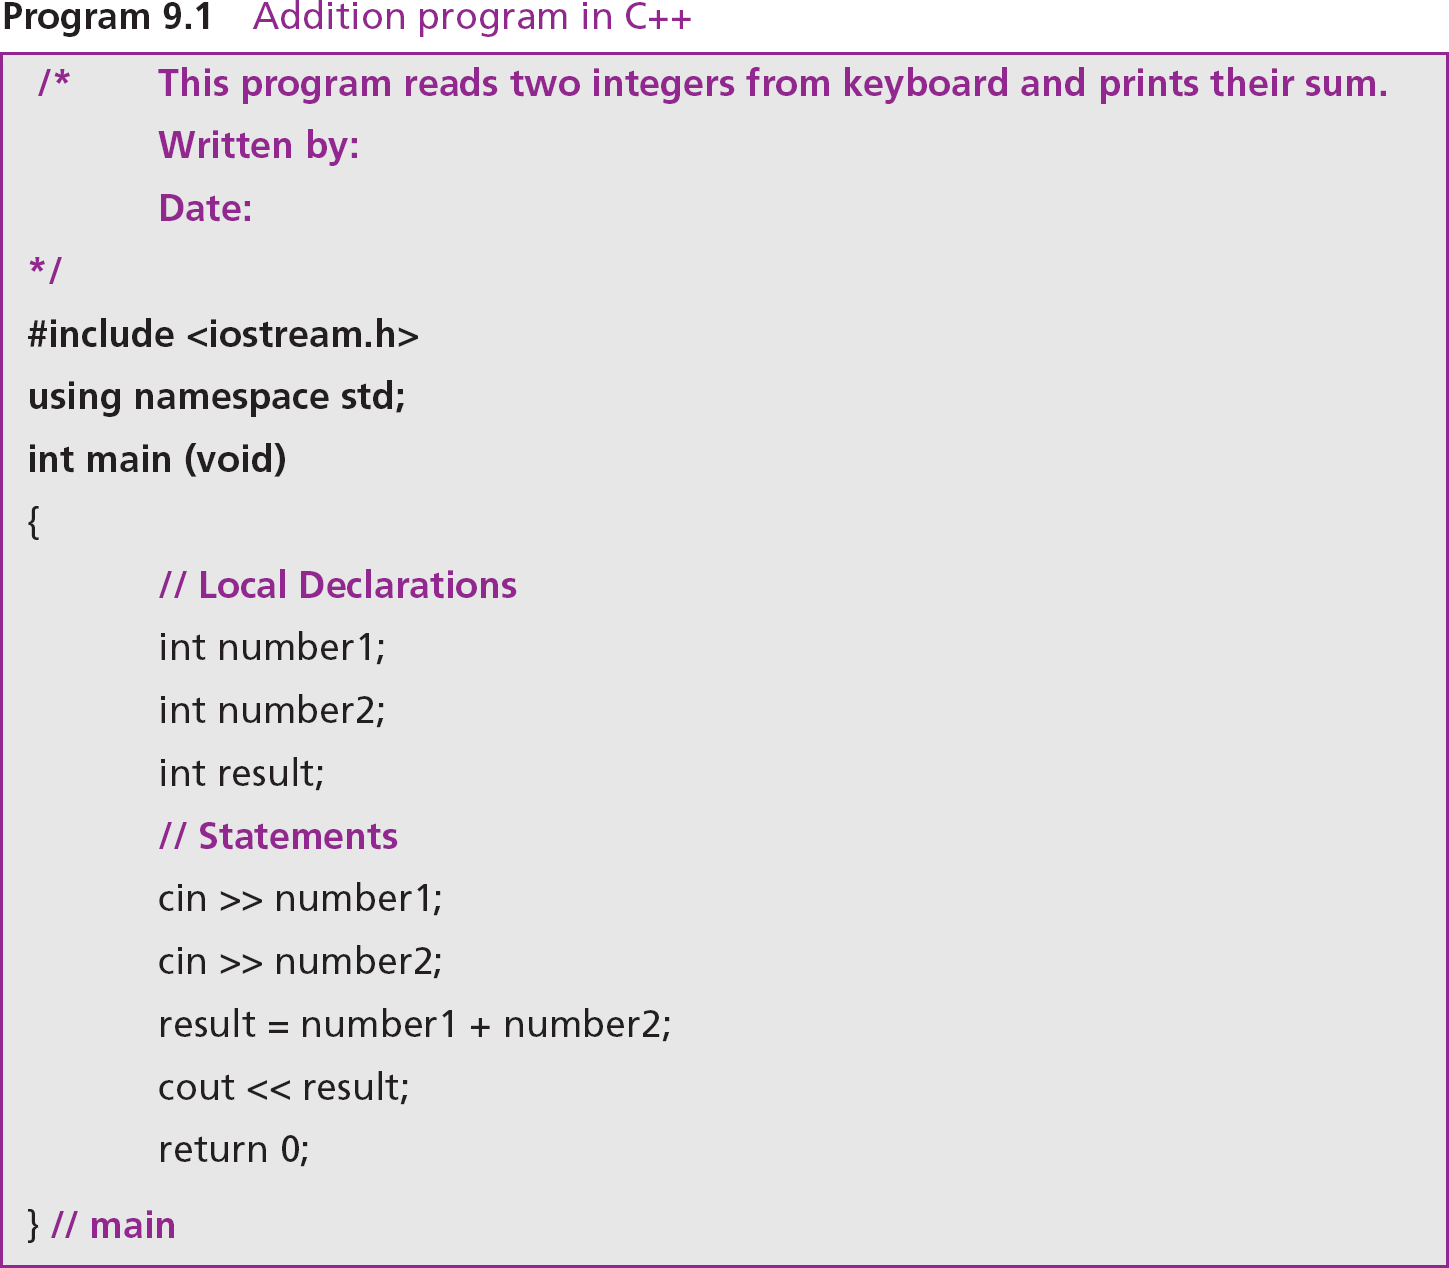 Program 9.1 Addition program in C++
/* This program reads two integers from keyboard and prints their sum.
Written by:
Date:
*/
#include <iostream.h>
using namespace std;
int main (void)
{
// Local Declarations
int number1;
int number2;
int result;
// Statements
cin >> number1;
cin >> number2;
result = number1 + number2;
cout << result;
return 0;
} // main